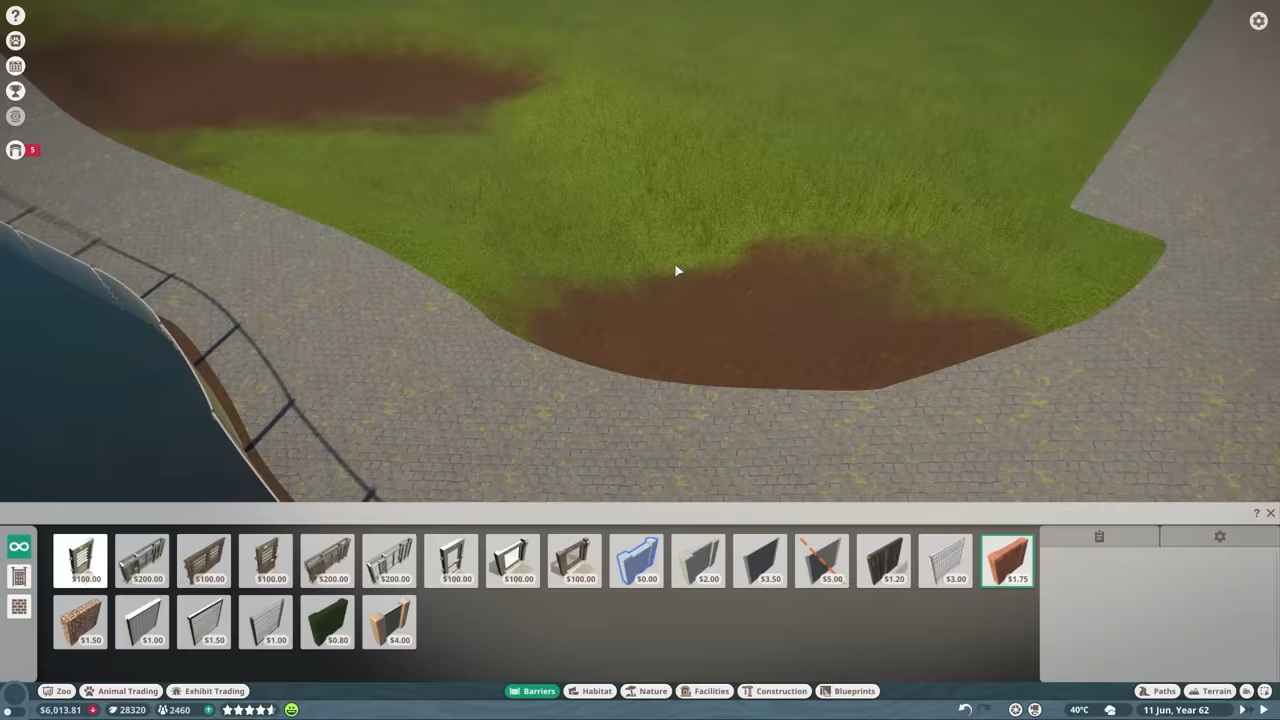 ?
5
? ×
$100.00 $200.00 $100.00 $100.00 $200.00 $200.00 $100.00 $100.00 $100.00 $0.00 $2.00 $3.50 $5.00 $1.20 $3.00 $1.75
$1.50 $1.00 $1.50 $1.00 $0.80 $4.00
Zoo Animal Trading Exhibit Trading Barriers Habitat Nature Facilities Construction Blueprints Paths Terrain
$6,013.81 28320 2460 40°C 11 Jun, Year 62